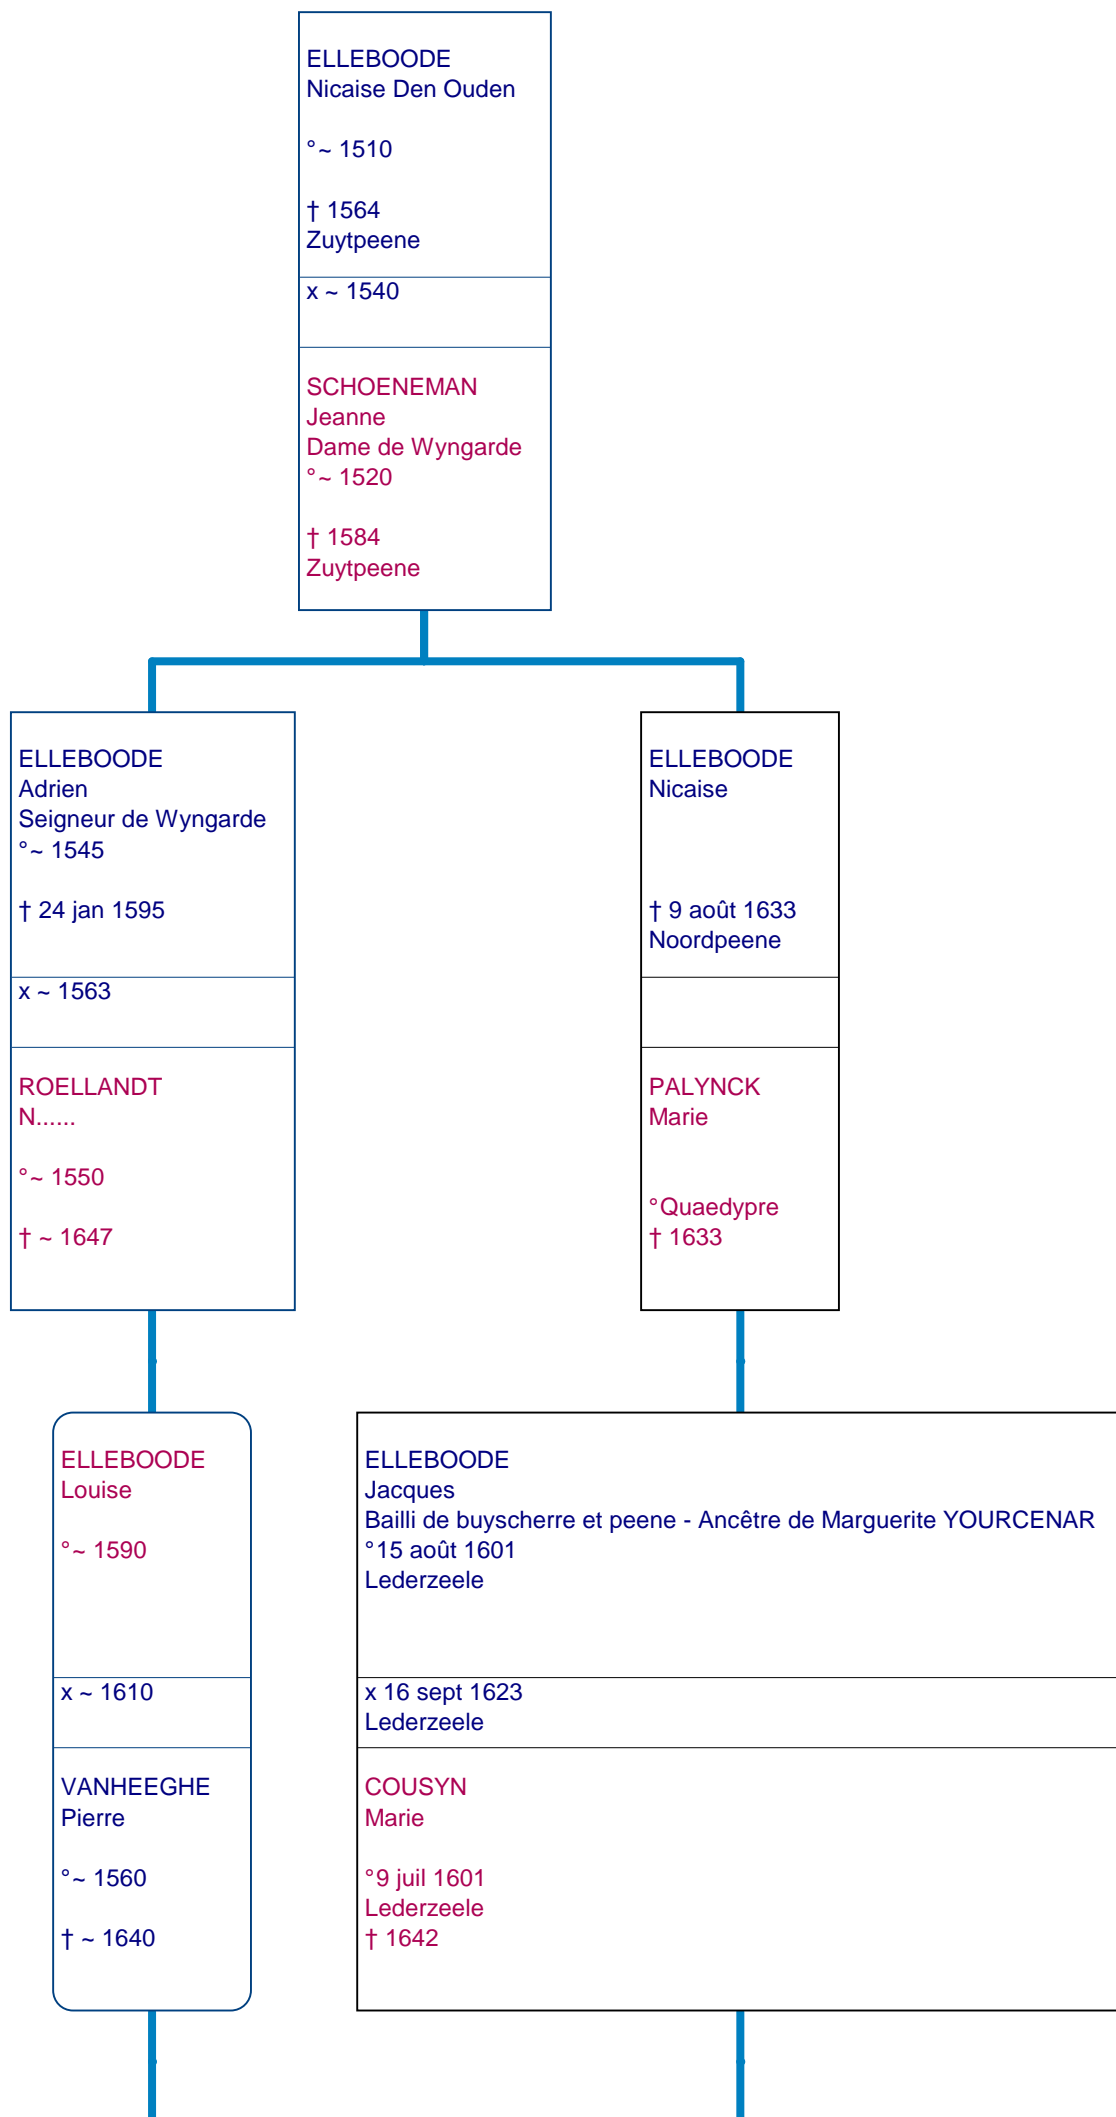 ELLEBOODE
Nicaise Den Ouden
°~ 1510
† 1564
Zuytpeene
x ~ 1540
SCHOENEMAN
Jeanne
Dame de Wyngarde
°~ 1520
† 1584
Zuytpeene
ELLEBOODE
Adrien
Seigneur de Wyngarde
°~ 1545
† 24 jan 1595
x ~ 1563
ROELLANDT
N......
°~ 1550
† ~ 1647
ELLEBOODE
Nicaise
† 9 août 1633
Noordpeene
PALYNCK
Marie
°Quaedypre
† 1633
ELLEBOODE
Louise
°~ 1590
x ~ 1610
VANHEEGHE
Pierre
°~ 1560
† ~ 1640
ELLEBOODE
Jacques
Bailli de buyscherre et peene - Ancêtre de Marguerite YOURCENAR
°15 août 1601
Lederzeele
x 16 sept 1623
Lederzeele
COUSYN
Marie
°9 juil 1601
Lederzeele
† 1642